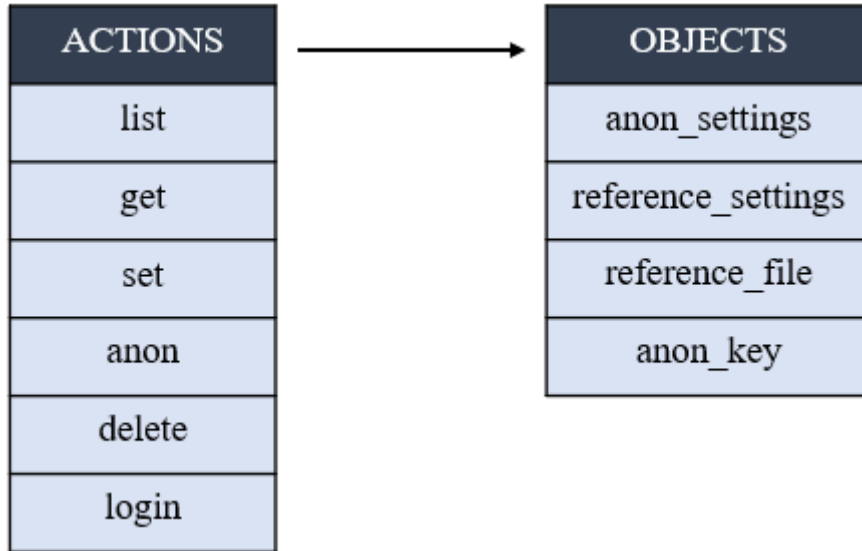 ACTIONS
list
get
set
anon
delete
login
OBJECTS
anon_settings
reference_settings
reference_file
anon_key